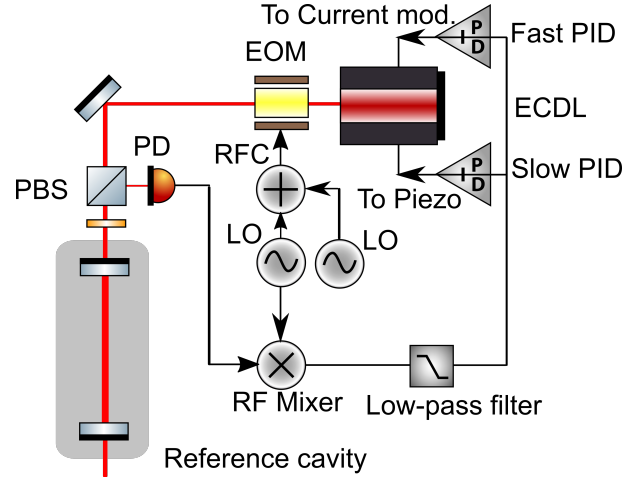 To Current mod.
P
I
D
Fast PID
EOM
ECDL
PD
RFC
P
I
D
Slow PID
PBS
To Piezo
LO
LO
RF Mixer
Low-pass filter
Reference cavity